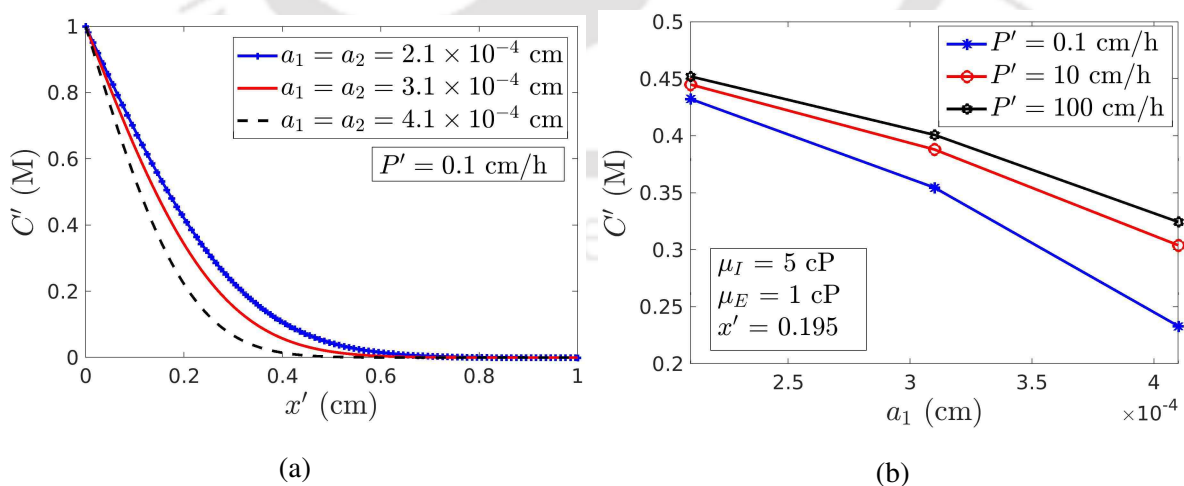 1
0.8
0.6
0.4
0.2
0
C′ (M)
0 0.2 0.4 0.6 0.8 1
x′ (cm)
a₁ = a₂ = 2.1 × 10⁻⁴ cm
a₁ = a₂ = 3.1 × 10⁻⁴ cm
a₁ = a₂ = 4.1 × 10⁻⁴ cm
P′ = 0.1 cm/h
(a)
0.5
0.45
0.4
0.35
0.3
0.25
0.2
C′ (M)
2.5 3 3.5 4
×10⁻⁴
a₁ (cm)
P′ = 0.1 cm/h
P′ = 10 cm/h
P′ = 100 cm/h
μ_I = 5 cP
μ_E = 1 cP
x′ = 0.195
(b)